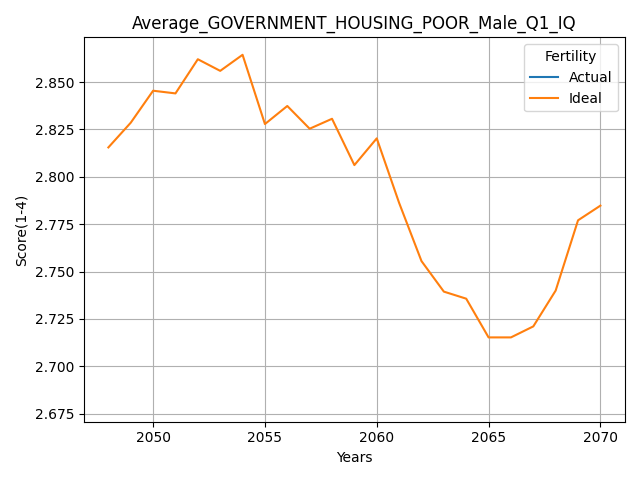 Average_GOVERNMENT_HOUSING_POOR_Male_Q1_IQ
Fertility
Actual
Ideal
2.850
2.825
2.800
2.775
2.750
2.725
2.700
2.675
Score(1-4)
2050 2055 2060 2065 2070
Years